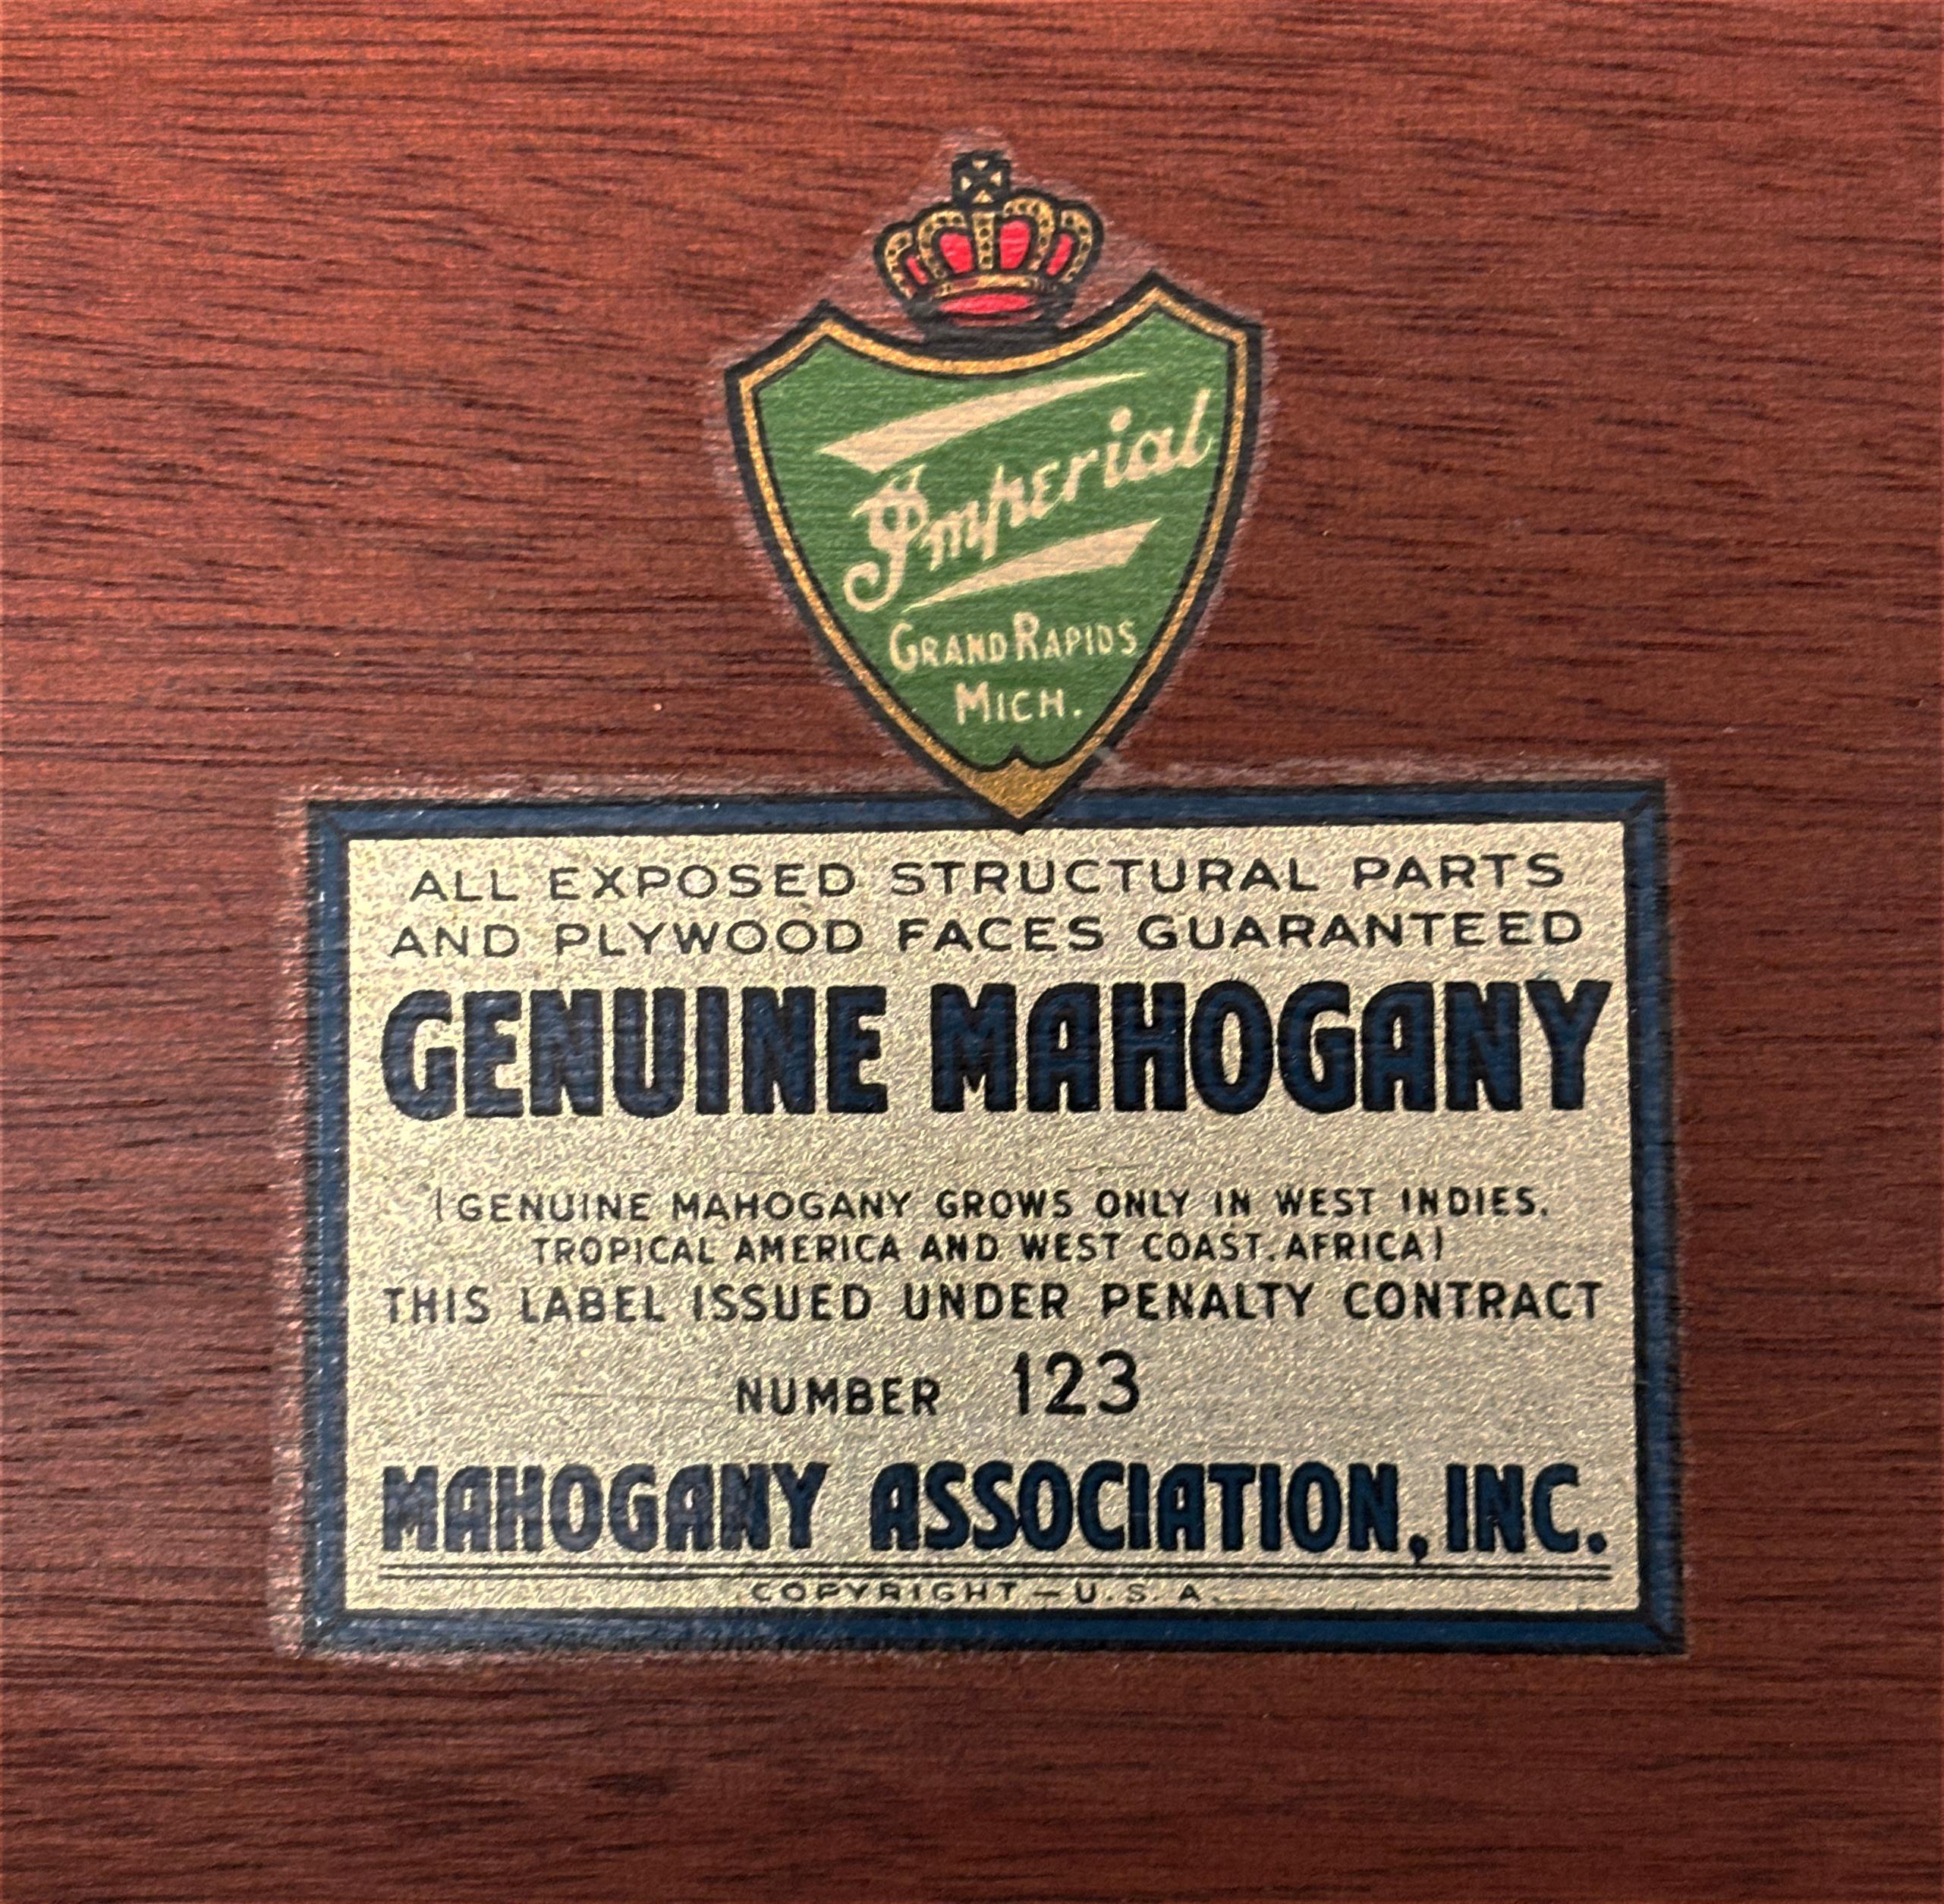 Imperial
GRAND RAPIDS
MICH.
ALL EXPOSED STRUCTURAL PARTS
AND PLYWOOD FACES GUARANTEED
GENUINE MAHOGANY
(GENUINE MAHOGANY GROWS ONLY IN WEST INDIES,
TROPICAL AMERICA AND WEST COAST, AFRICA)
THIS LABEL ISSUED UNDER PENALTY CONTRACT
NUMBER 123
MAHOGANY ASSOCIATION, INC.
COPYRIGHT — U.S.A.